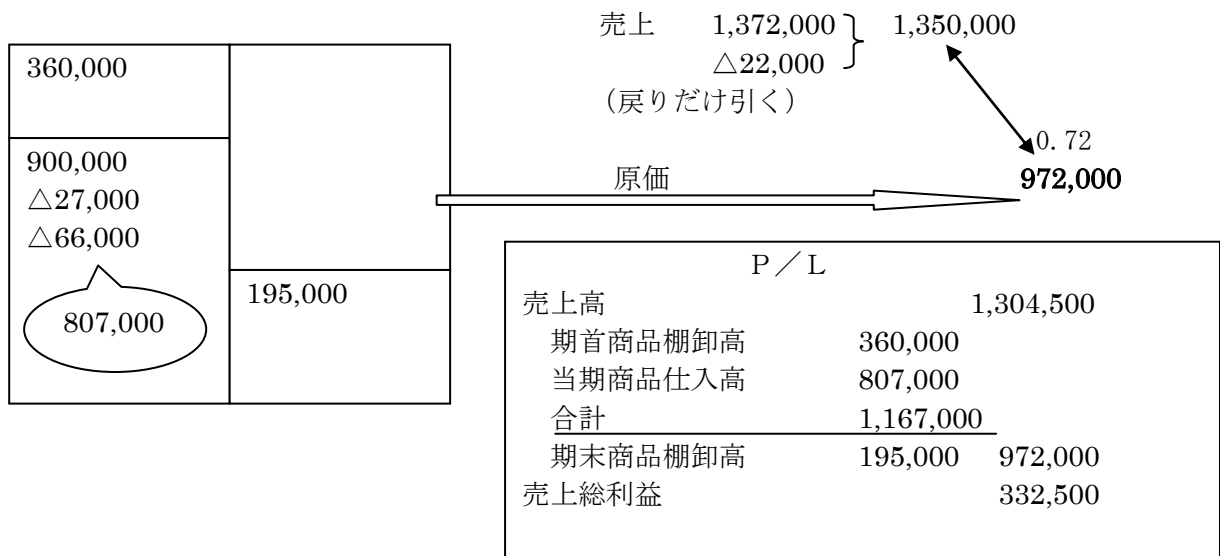 売上 1,372,000 1,350,000
△22,000
（戻りだけ引く）
0.72
972,000
原価
360,000
900,000
△27,000
△66,000
807,000
195,000
Ｐ／Ｌ
売上高 1,304,500
期首商品棚卸高 360,000
当期商品仕入高 807,000
合計 1,167,000
期末商品棚卸高 195,000 972,000
売上総利益 332,500